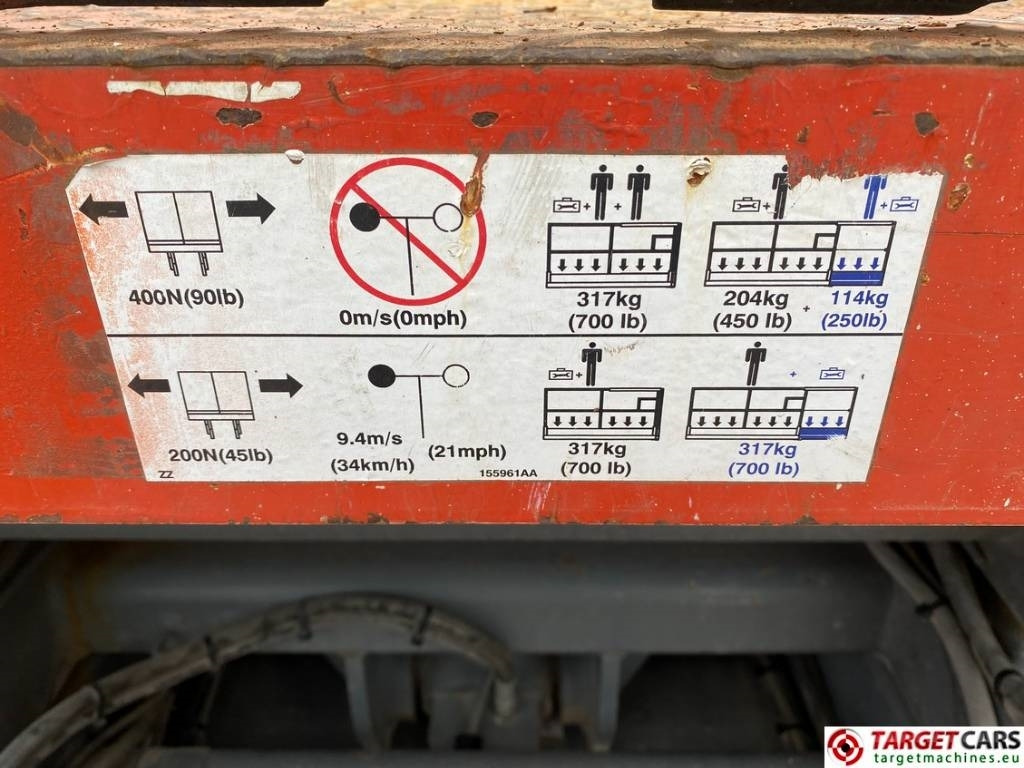 400N(90lb)
0m/s(0mph)
317kg
(700 lb)
204kg
(450 lb)
+
114kg
(250lb)
200N(45lb)
9.4m/s
(34km/h)
(21mph)
317kg
(700 lb)
317kg
(700 lb)
ZZ
155961AA
TARGETCARS
targetmachines.eu